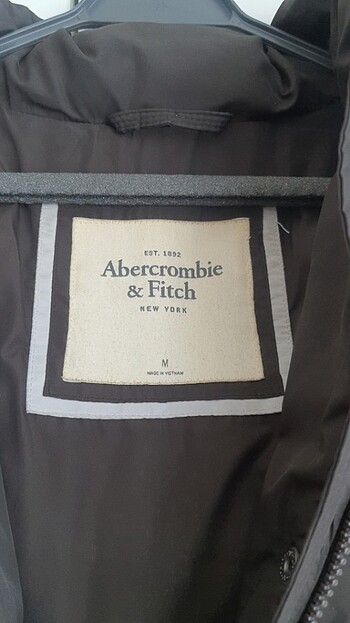 EST. 1892
Abercrombie
& Fitch
NEW YORK
M
MADE IN VIETNAM